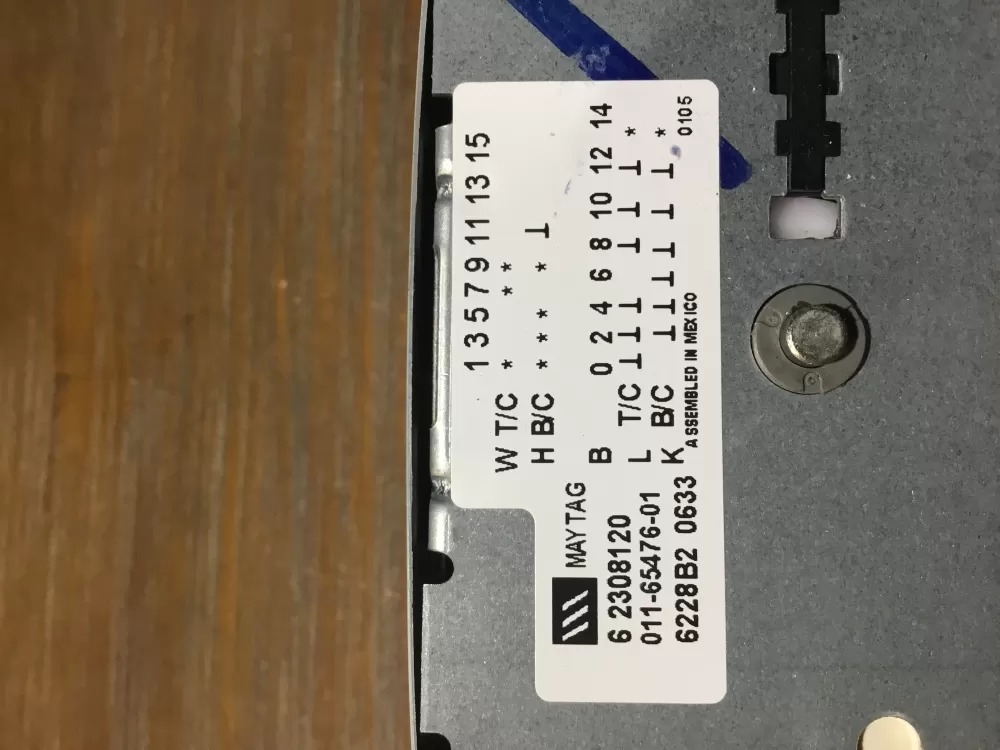 1 3 5 7 9 11 13 15
W T/C * * *
H B/C * * * * ⊢
B 0 2 4 6 8 10 12 14
L T/C ⊢ ⊢ ⊢ ⊢ ⊢ ⊢ *
K B/C ⊢ ⊢ ⊢ ⊢ ⊢ ⊢ *
ASSEMBLED IN MEXICO 0105
MAYTAG
6 2308120
011-65476-01
6228B2 0633